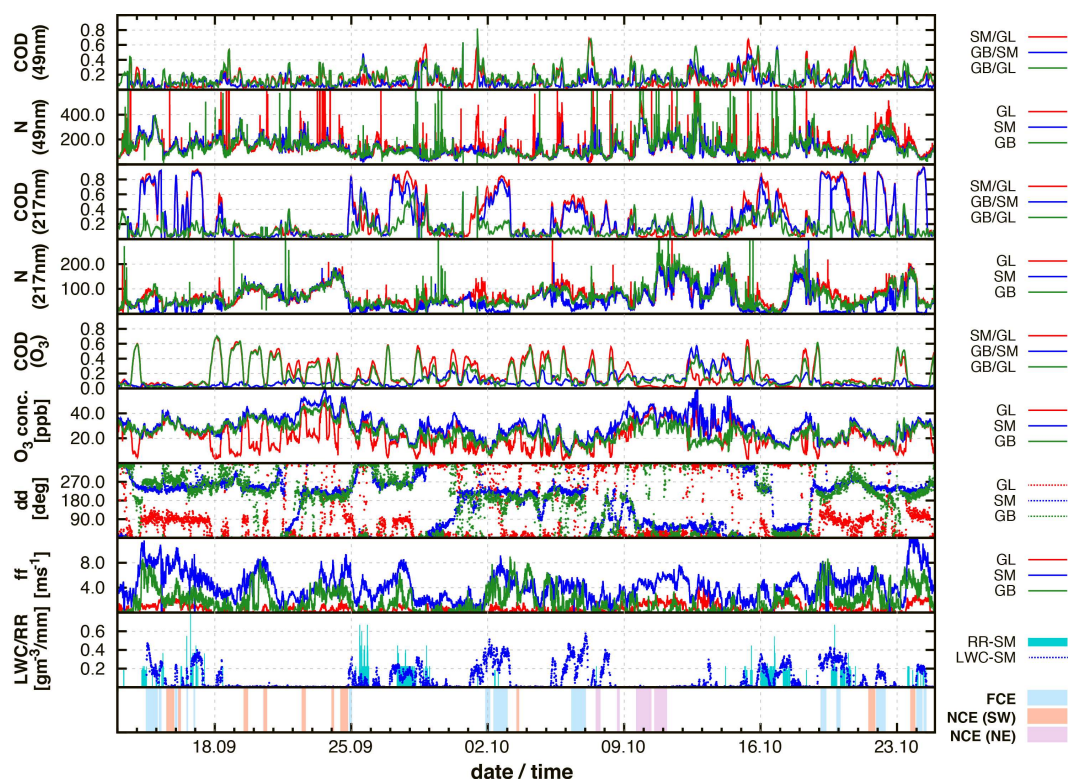 COD
(49nm)
0.8
0.6
0.4
0.2
SM/GL
GB/SM
GB/GL
N
(49nm)
400.0
200.0
GL
SM
GB
COD
(217nm)
0.8
0.6
0.4
0.2
SM/GL
GB/SM
GB/GL
N
(217nm)
200.0
100.0
GL
SM
GB
COD
(O3)
0.8
0.6
0.4
0.2
0.0
SM/GL
GB/SM
GB/GL
O3 conc.
[ppb]
40.0
20.0
GL
SM
GB
dd
[deg]
270.0
180.0
90.0
GL
SM
GB
ff
[ms-1]
8.0
4.0
GL
SM
GB
LWC/RR
[gm-3/mm]
0.6
0.4
0.2
RR-SM
LWC-SM
FCE
NCE (SW)
NCE (NE)
18.09
25.09
02.10
09.10
16.10
23.10
date / time